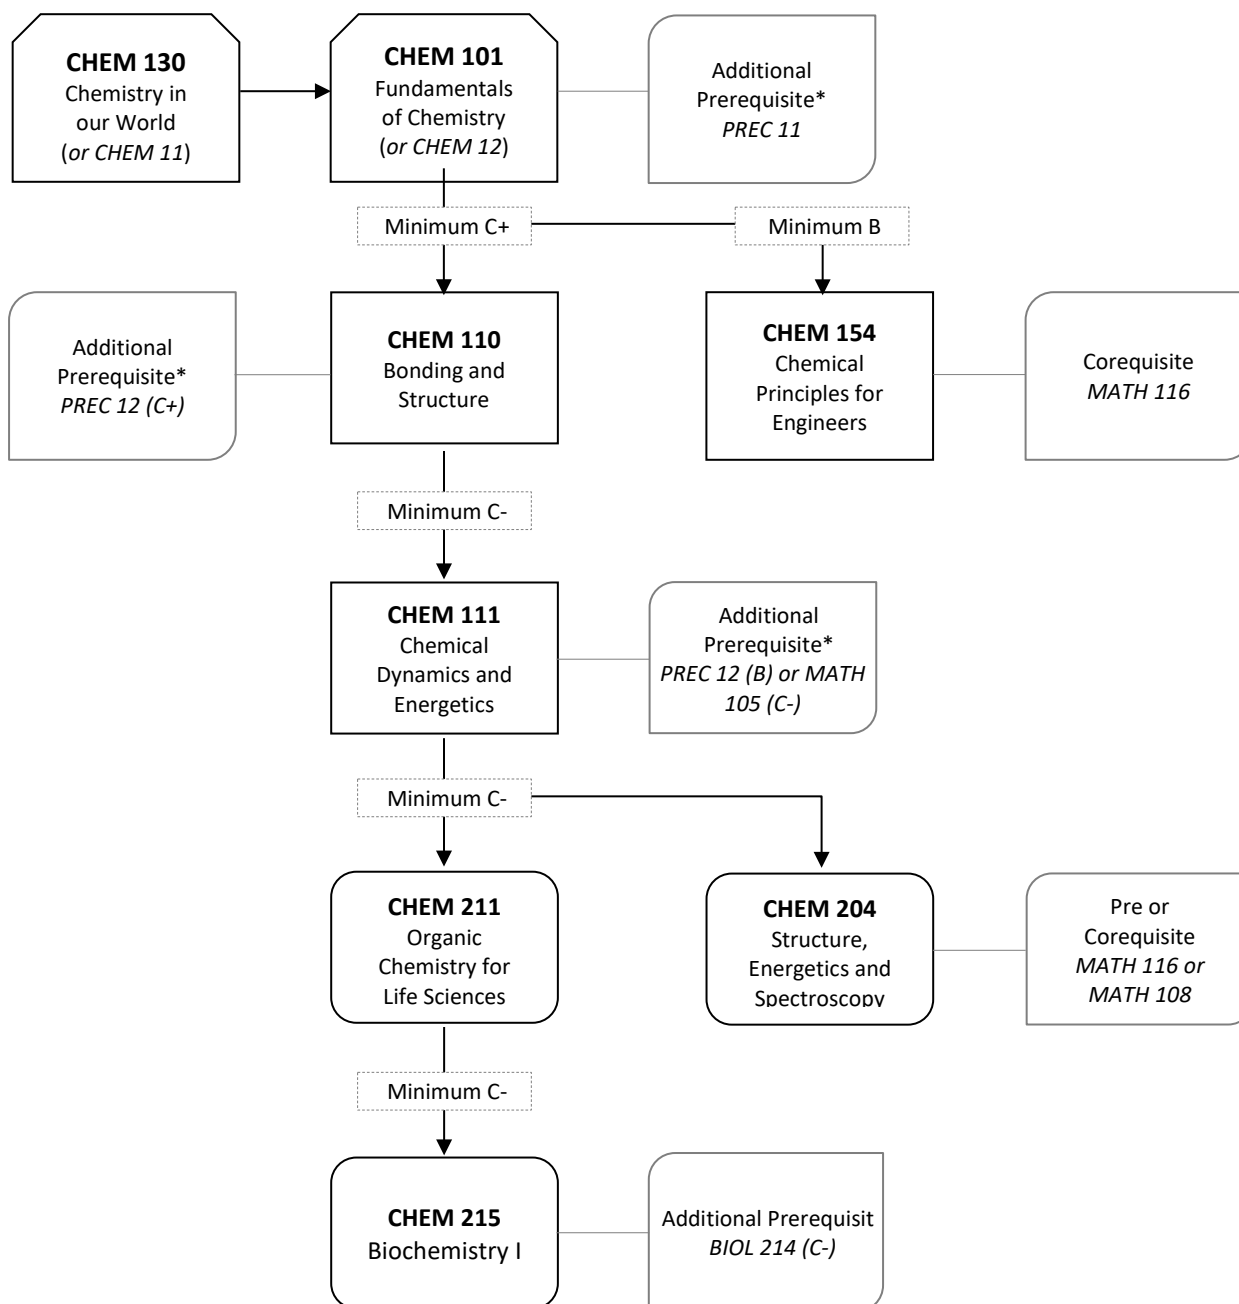 CHEM 130
Chemistry in
our World
(or CHEM 11)
CHEM 101
Fundamentals
of Chemistry
(or CHEM 12)
Additional
Prerequisite*
PREC 11
Minimum C+
Minimum B
Additional
Prerequisite*
PREC 12 (C+)
CHEM 110
Bonding and
Structure
CHEM 154
Chemical
Principles for
Engineers
Corequisite
MATH 116
Minimum C-
CHEM 111
Chemical
Dynamics and
Energetics
Additional
Prerequisite*
PREC 12 (B) or MATH
105 (C-)
Minimum C-
CHEM 211
Organic
Chemistry for
Life Sciences
CHEM 204
Structure,
Energetics and
Spectroscopy
Pre or
Corequisite
MATH 116 or
MATH 108
Minimum C-
CHEM 215
Biochemistry I
Additional Prerequisit
BIOL 214 (C-)